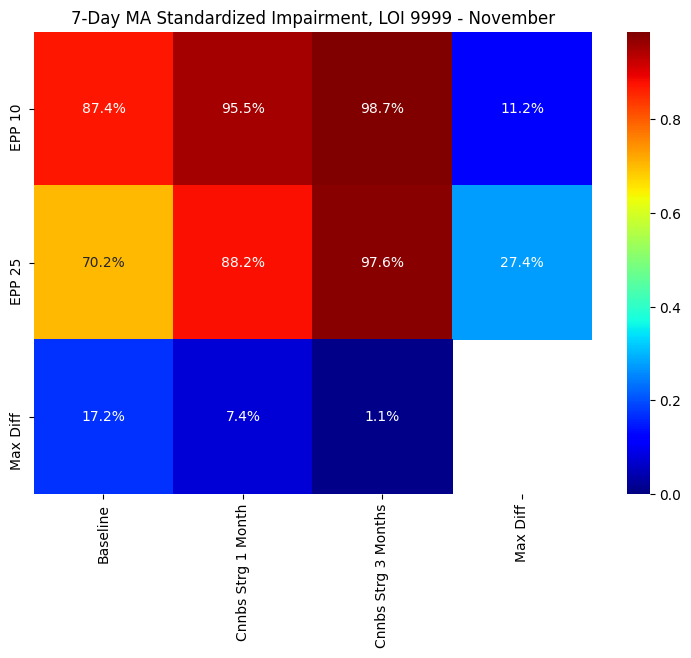 7-Day MA Standardized Impairment, LOI 9999 - November
EPP 10
87.4%
95.5%
98.7%
11.2%
EPP 25
70.2%
88.2%
97.6%
27.4%
Max Diff
17.2%
7.4%
1.1%
Baseline
Cnnbs Strg 1 Month
Cnnbs Strg 3 Months
Max Diff
0.8
0.6
0.4
0.2
0.0